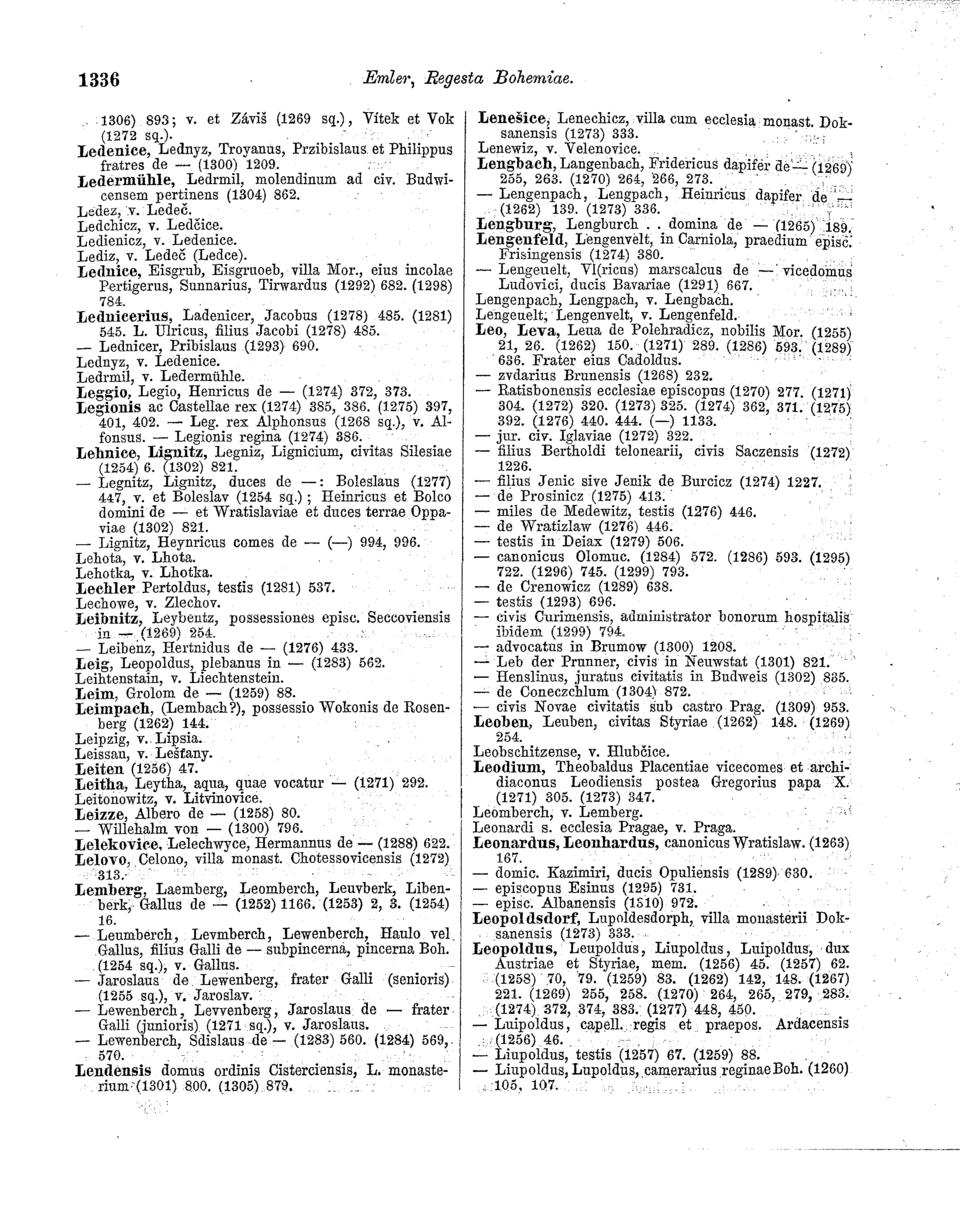 1336
Emler, Regesta Bohemiae.
1306) 893; v. et Záviš (1269 sq.), Vítek et Vok
(1272 sq.).
Ledenice, Lednyz, Troyanus, Przibislaus et Philippus
fratres de — (1300) 1209.
Ledermühle, Ledrmil, molendinum ad civ. Budwi-
censem pertinens (1304) 862.
Ledez, v. Ledeč.
Ledchicz, v. Ledčice.
Ledienicz, v. Ledenice.
Lediz, v. Ledeč (Ledce).
Lednice, Eisgrub, Eisgruoeb, villa Mor., eius incolae
Pertigerus, Sunnarius, Tirwardus (1292) 682. (1298)
784.
Lednicerius, Ladenicer, Jacobus (1278) 485. (1281)
545. L. Ulricus, filius Jacobi (1278) 485.
— Lednicer, Pribislaus (1293) 690.
Lednyz, v. Ledenice.
Ledrmil, v. Ledermühle.
Leggio, Legio, Henricus de — (1274) 372, 373.
Legionis ac Castellae rex (1274) 385, 386. (1275) 397,
401, 402. — Leg. rex Alphonsus (1268 sq.), v. Al-
fonsus. — Legionis regina (1274) 386.
Lehnice, Lignitz, Legniz, Lignicium, civitas Silesiae
(1254) 6. (1302) 821.
— Legnitz, Lignitz, duces de —: Boleslaus (1277)
447, v. et Boleslav (1254 sq.); Heinricus et Bolco
domini de — et Wratislaviae et duces terrae Oppa-
viae (1302) 821.
— Lignitz, Heynricus comes de — (—) 994, 996.
Lehota, v. Lhota.
Lehotka, v. Lhotka.
Lechler Pertoldus, testis (1281) 537.
Lechowe, v. Zlechov.
Leibnitz, Leybentz, possessiones episc. Seccoviensis
in — (1269) 254.
— Leibenz, Hertnidus de — (1276) 433.
Leig, Leopoldus, plebanus in — (1283) 562.
Leihtenstain, v. Liechtenstein.
Leim, Grolom de — (1259) 88.
Leimpach, (Lembach?), possessio Wokonis de Rosen-
berg (1262) 144.
Leipzig, v. Lipsia.
Leissau, v. Lešťany.
Leiten (1256) 47.
Leitha, Leytha, aqua, quae vocatur — (1271) 292.
Leitonowitz, v. Litvinovice.
Leizze, Albero de — (1258) 80.
— Willehalm von — (1300) 796.
Lelekovice, Lelechwyce, Hermannus de — (1288) 622.
Lelovo, Celono, villa monast. Chotessovicensis (1272)
313.
Lemberg, Laemberg, Leomberch, Leuvberk, Liben-
berk, Gallus de — (1252) 1166. (1253) 2, 3. (1254)
16.
— Leumberch, Levmberch, Lewenberch, Haulo vel
Gallus, filius Galli de — subpincerna, pincerna Boh.
(1254 sq.), v. Gallus.
— Jaroslaus de Lewenberg, frater Galli (senioris)
(1255 sq.), v. Jaroslav.
— Lewenberch, Levvenberg, Jaroslaus de — frater
Galli (junioris) (1271 sq.), v. Jaroslaus.
— Lewenberch, Sdislaus de — (1283) 560. (1284) 569,
570.
Lendensis domus ordinis Cisterciensis, L. monaste-
rium (1301) 800. (1305) 879.
Lenešice, Lenechicz, villa cum ecclesia monast. Dok-
sanensis (1273) 333.
Lenewiz, v. Velenovice.
Lengbach, Langenbach, Fridericus dapifer de — (1269)
255, 263. (1270) 264, 266, 273.
— Lengenpach, Lengpach, Heinricus dapifer de —
(1262) 139. (1273) 336.
Lengburg, Lengburch . . domina de — (1265) 189.
Lengenfeld, Lengenvelt, in Carniola, praedium episc.
Frisingensis (1274) 380.
— Lengeuelt, Vl(ricus) marscalcus de — vicedomus
Ludovici, ducis Bavariae (1291) 667.
Lengenpach, Lengpach, v. Lengbach.
Lengeuelt, Lengenvelt, v. Lengenfeld.
Leo, Leva, Leua de Polehradicz, nobilis Mor. (1255)
21, 26. (1262) 150. (1271) 289. (1286) 593. (1289)
636. Frater eius Cadoldus.
— zvdarius Brunensis (1268) 232.
— Ratisbonensis ecclesiae episcopus (1270) 277. (1271)
304. (1272) 320. (1273) 325. (1274) 362, 371. (1275)
392. (1276) 440. 444. (—) 1133.
— jur. civ. Iglaviae (1272) 322.
— filius Bertholdi telonearii, civis Saczensis (1272)
1226.
— filius Jenic sive Jenik de Burcicz (1274) 1227.
— de Prosinicz (1275) 413.
— miles de Medewitz, testis (1276) 446.
— de Wratizlaw (1276) 446.
— testis in Deiax (1279) 506.
— canonicus Olomuc. (1284) 572. (1286) 593. (1295)
722. (1296) 745. (1299) 793.
— de Crenowicz (1289) 638.
— testis (1293) 696.
— civis Curimensis, administrator bonorum hospitalis
ibidem (1299) 794.
— advocatus in Brumow (1300) 1208.
— Leb der Prunner, civis in Neuwstat (1301) 821.
— Henslinus, juratus civitatis in Budweis (1302) 835.
— de Coneczchlum (1304) 872.
— civis Novae civitatis sub castro Prag. (1309) 953.
Leoben, Leuben, civitas Styriae (1262) 148. (1269)
254.
Leobschitzense, v. Hlubčice.
Leodium, Theobaldus Placentiae vicecomes et archi-
diaconus Leodiensis postea Gregorius papa X.
(1271) 305. (1273) 347.
Leomberch, v. Lemberg.
Leonardi s. ecclesia Pragae, v. Praga.
Leonardus, Leonhardus, canonicus Wratislaw. (1263)
167.
— domic. Kazimiri, ducis Opuliensis (1289) 630.
— episcopus Esinus (1295) 731.
— episc. Albanensis (1310) 972.
Leopoldsdorf, Lupoldesdorph, villa monasterii Dok-
sanensis (1273) 333.
Leopoldus, Leupoldus, Liupoldus, Luipoldus, dux
Austriae et Styriae, mem. (1256) 45. (1257) 62.
(1258) 70, 79. (1259) 83. (1262) 142, 148. (1267)
221. (1269) 255, 258. (1270) 264, 265, 279, 283.
(1274) 372, 374, 383. (1277) 448, 450.
— Luipoldus, capell. regis et praepos. Ardacensis
(1256) 46.
— Liupoldus, testis (1257) 67. (1259) 88.
— Liupoldus, Lupoldus, camerarius reginae Boh. (1260)
105, 107.